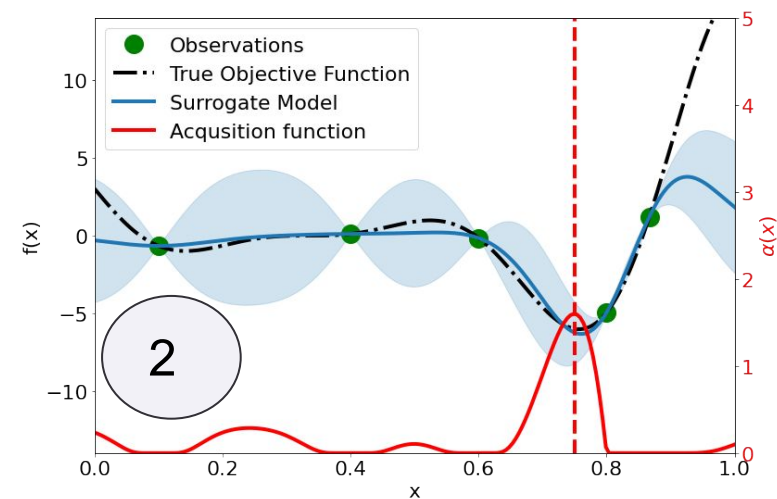 Observations
True Objective Function
Surrogate Model
Acqusition function
10
5
0
−5
−10
f(x)
5
4
3
2
1
0
α(x)
2
0.0 0.2 0.4 0.6 0.8 1.0
x